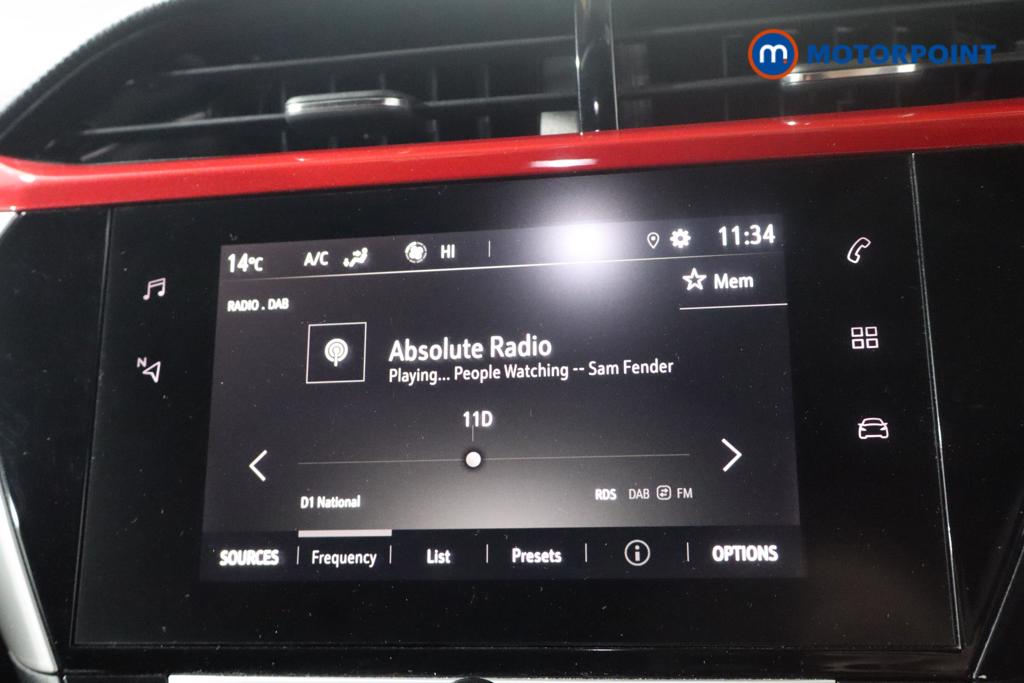 m MOTORPOINT
14°C A/C HI 11:34
Mem
RADIO . DAB
Absolute Radio
Playing... People Watching -- Sam Fender
11D
N
D1 National RDS DAB FM
SOURCES Frequency List Presets i OPTIONS